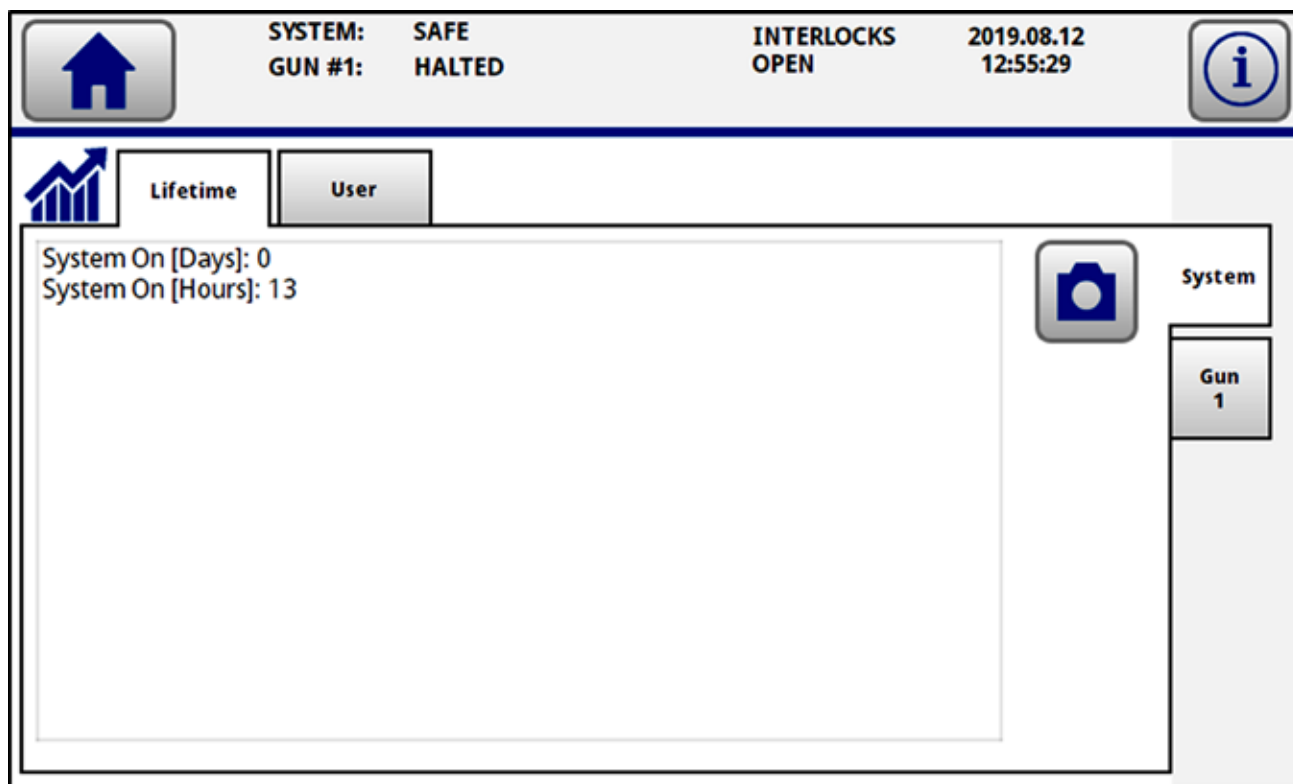 SYSTEM: SAFE
GUN #1: HALTED
INTERLOCKS
OPEN
2019.08.12
12:55:29
i
Lifetime
User
System On [Days]: 0
System On [Hours]: 13
System
Gun
1